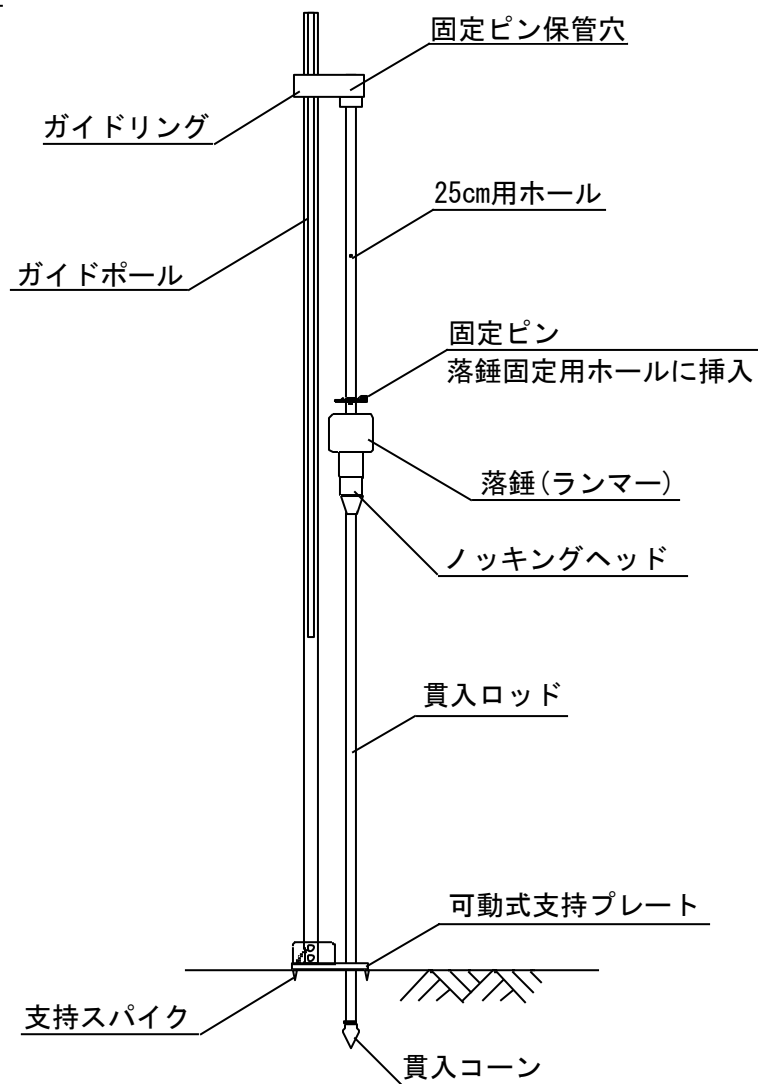 固定ピン保管穴
ガイドリング
25cm用ホール
ガイドポール
固定ピン
落錘固定用ホールに挿入
落錘(ランマー)
ノッキングヘッド
貫入ロッド
可動式支持プレート
支持スパイク
貫入コーン